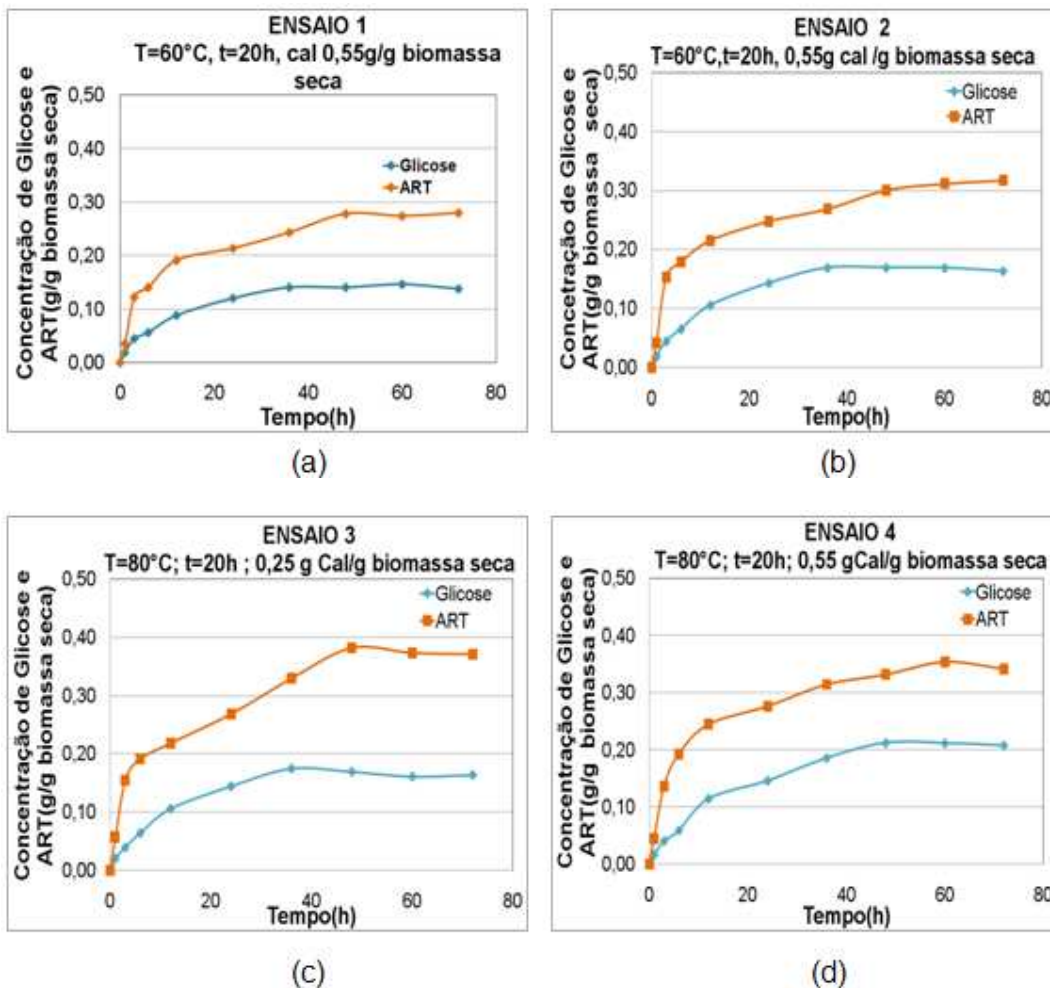 ENSAIO 1
T=60°C, t=20h, cal 0,55g/g biomassa
seca
Concentração de Glicose e
ART(g/g biomassa seca)
0,50
0,40
0,30
0,20
0,10
0,00
Glicose
ART
0
20
40
60
80
Tempo(h)
(a)
ENSAIO 2
T=60°C,t=20h, 0,55g cal /g biomassa seca
Concetração de Glicose e
ART(g/g biomassa seca)
0,50
0,40
0,30
0,20
0,10
0,00
Glicose
ART
0
20
40
60
80
Tempo(h)
(b)
ENSAIO 3
T=80°C; t=20h ; 0,25 g Cal/g biomassa seca
Concentração de Glicose e
ART(g/g biomassa seca)
0,50
0,40
0,30
0,20
0,10
0,00
Glicose
ART
0
20
40
60
80
Tempo(h)
(c)
ENSAIO 4
T=80°C; t=20h; 0,55 gCal/g biomassa seca
Concentração de Glicose e
ART(g/g biomassa seca)
0,50
0,40
0,30
0,20
0,10
0,00
Glicose
ART
0
20
40
60
80
Tempo(h)
(d)